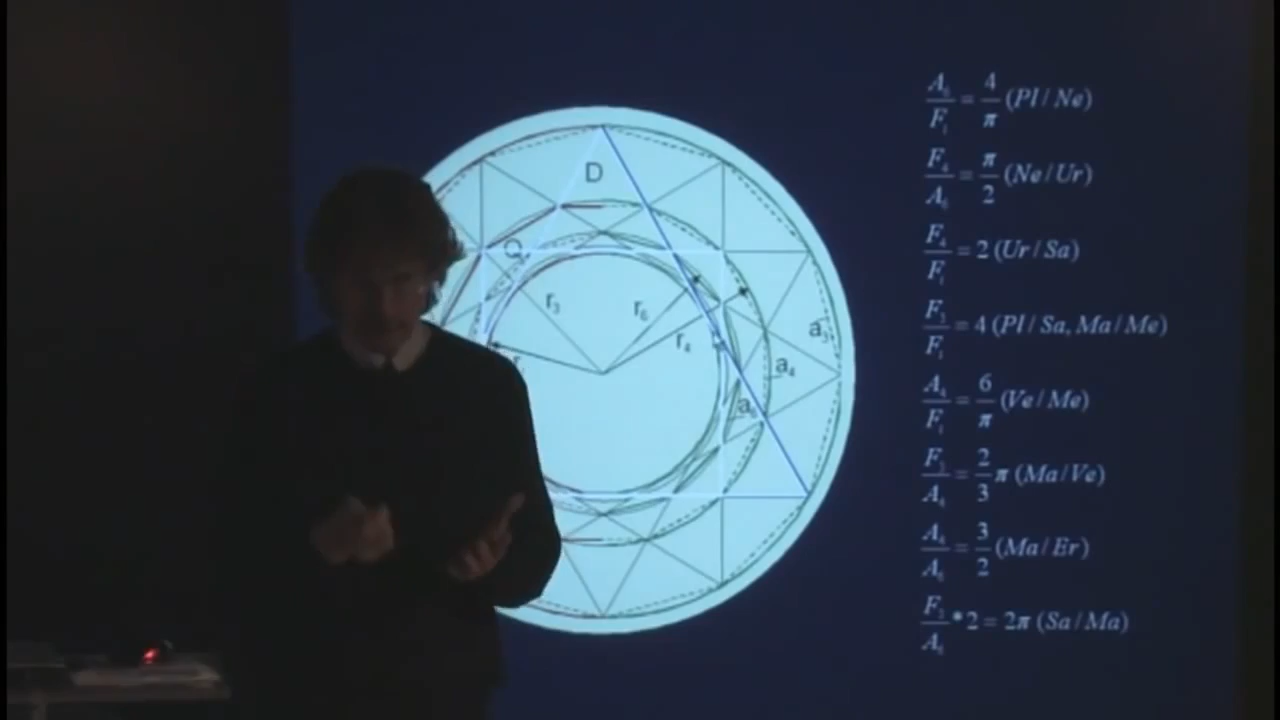 D
Q
r₃
r₆
r₄
r
a₃
a₄
a
A₆/F₁ = 4/π (Pl / Ne)
F₄/A₆ = π/2 (Ne / Ur)
F₄/F₁ = 2 (Ur / Sa)
F₃/F₁ = 4 (Pl / Sa, Ma / Me)
A₄/F₁ = 6/π (Ve / Me)
F₃/A₄ = 2/3 π (Ma / Ve)
A₄/A₆ = 3/2 (Ma / Er)
F₃/A₆ * 2 = 2π (Sa / Ma)